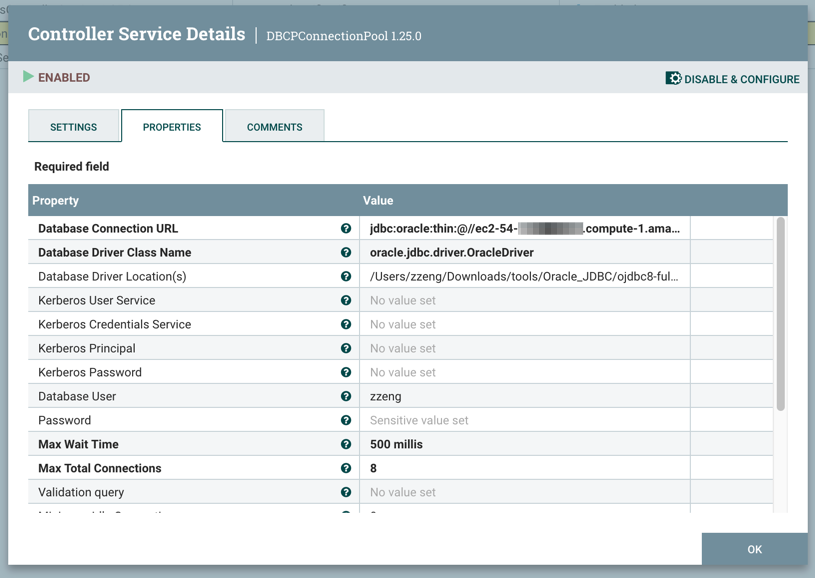 Controller Service Details | DBCPConnectionPool 1.25.0
ENABLED
DISABLE & CONFIGURE
SETTINGS PROPERTIES COMMENTS
Required field
Property Value
Database Connection URL jdbc:oracle:thin:@//ec2-54- .compute-1.ama...
Database Driver Class Name oracle.jdbc.driver.OracleDriver
Database Driver Location(s) /Users/zzeng/Downloads/tools/Oracle_JDBC/ojdbc8-ful...
Kerberos User Service No value set
Kerberos Credentials Service No value set
Kerberos Principal No value set
Kerberos Password No value set
Database User zzeng
Password Sensitive value set
Max Wait Time 500 millis
Max Total Connections 8
Validation query No value set
OK